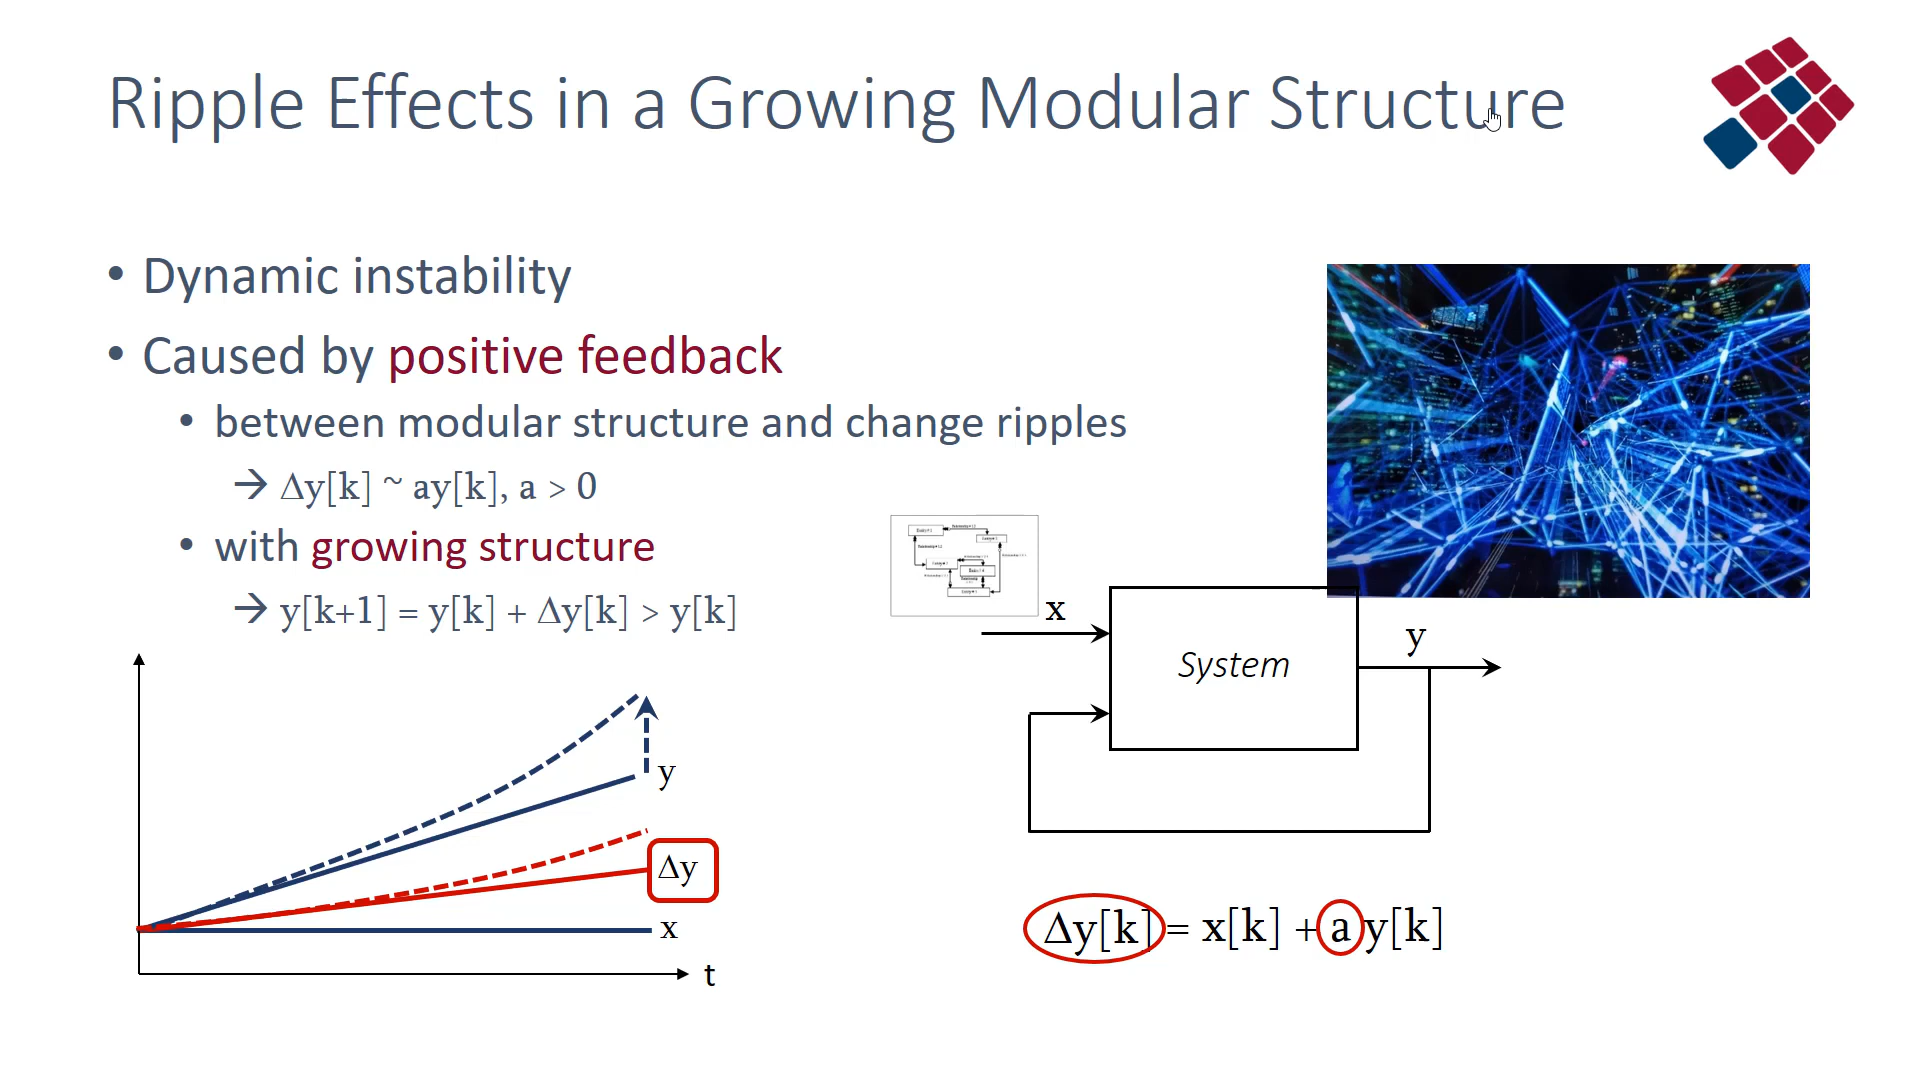 Ripple Effects in a Growing Modular Structure
• Dynamic instability
• Caused by positive feedback
• between modular structure and change ripples
→ Δy[k] ~ ay[k], a > 0
• with growing structure
→ y[k+1] = y[k] + Δy[k] > y[k]
x
System
y
y
Δy
x
t
Δy[k] = x[k] + a y[k]